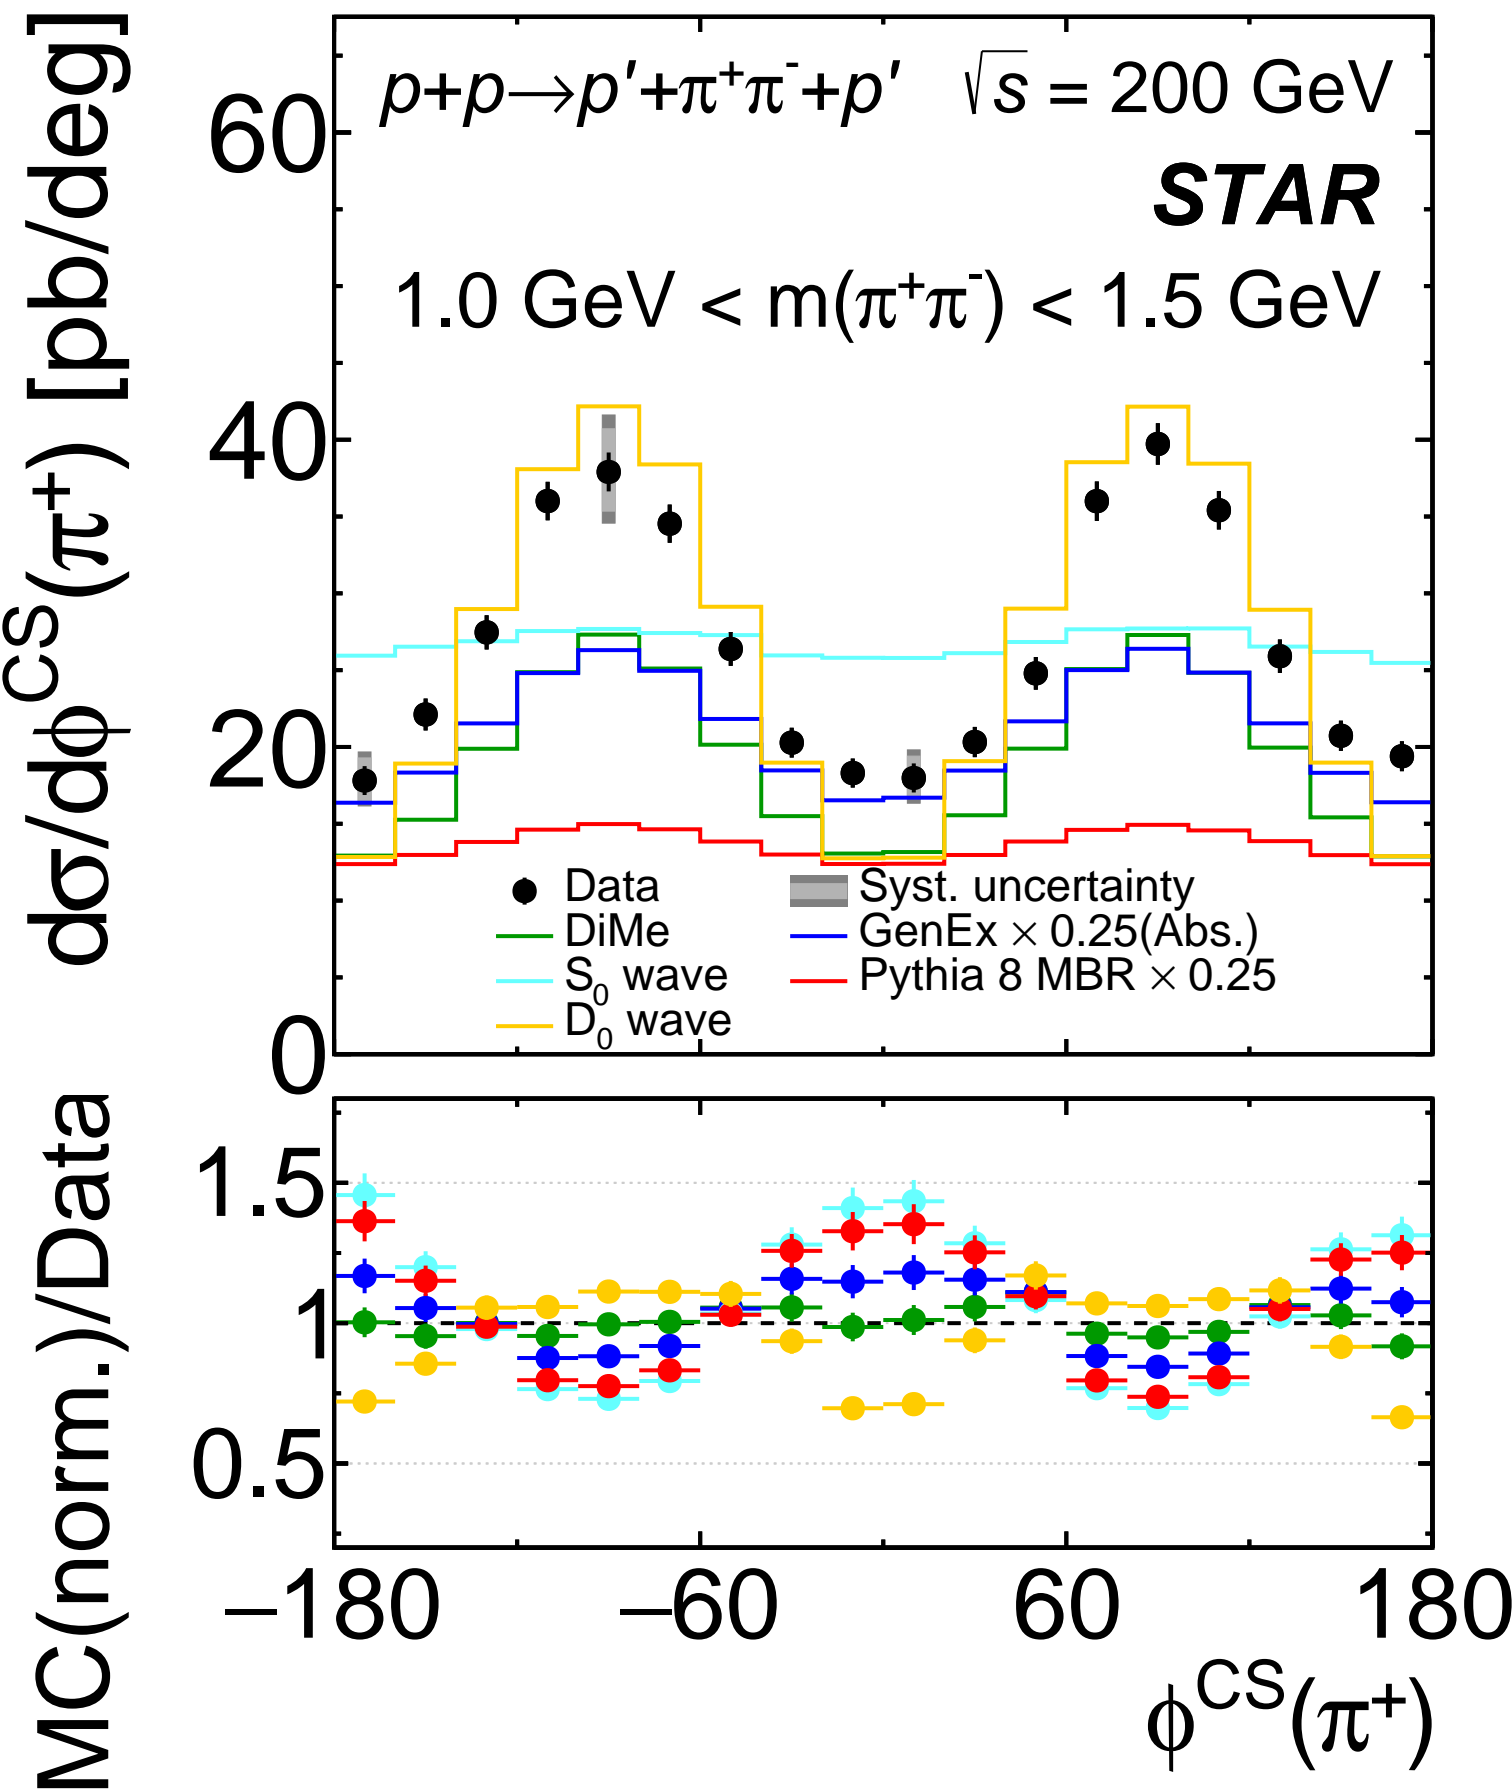 p+p→p′+π⁺π⁻+p′ √s = 200 GeV
STAR
1.0 GeV < m(π⁺π⁻) < 1.5 GeV
dσ/dϕ^CS(π⁺) [pb/deg]
60
40
20
0
Data
Syst. uncertainty
DiMe
GenEx × 0.25(Abs.)
S₀ wave
Pythia 8 MBR × 0.25
D₀ wave
MC(norm.)/Data
1.5
1
0.5
−180 −60 60 180
ϕ^CS(π⁺)